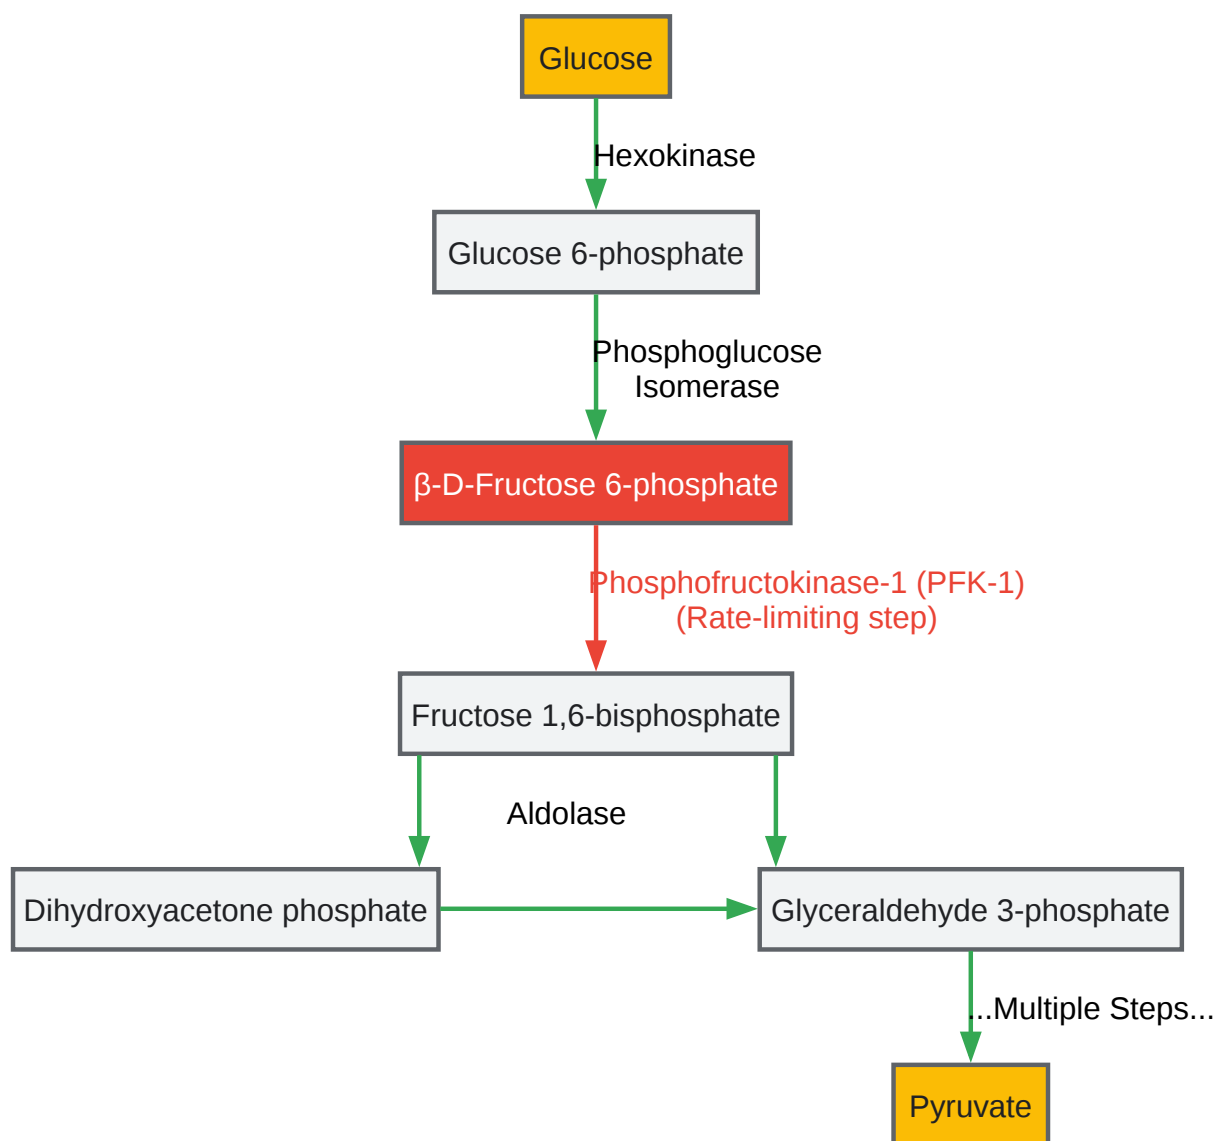 Glucose
Hexokinase
Glucose 6-phosphate
Phosphoglucose
Isomerase
β-D-Fructose 6-phosphate
Phosphofructokinase-1 (PFK-1)
(Rate-limiting step)
Fructose 1,6-bisphosphate
Aldolase
Dihydroxyacetone phosphate
Glyceraldehyde 3-phosphate
...Multiple Steps...
Pyruvate